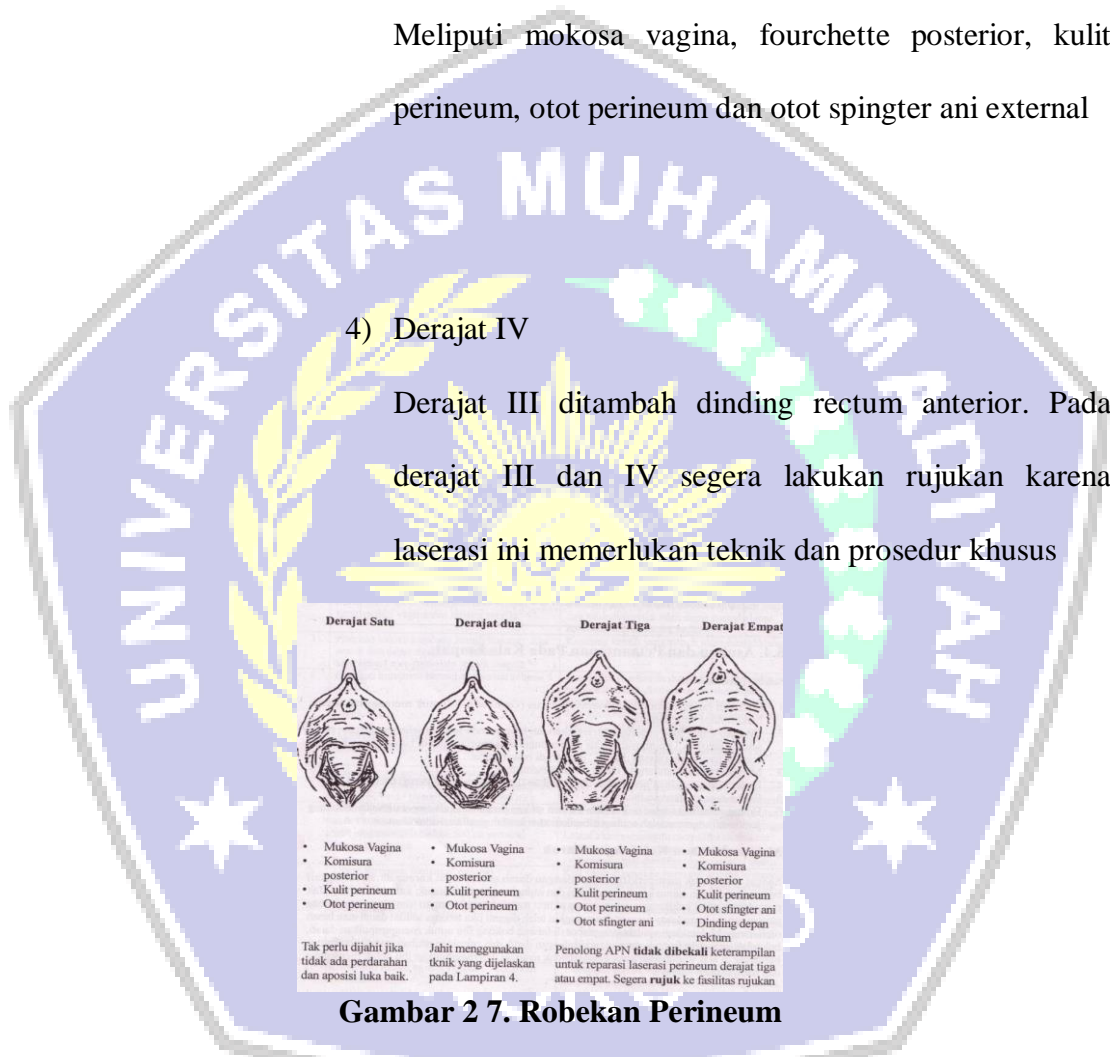 Meliputi mokosa vagina, fourchette posterior, kulit
perineum, otot perineum dan otot spingter ani external
UNIVERSITAS MUHAMMADIYAH
4) Derajat IV
Derajat III ditambah dinding rectum anterior. Pada
derajat III dan IV segera lakukan rujukan karena
laserasi ini memerlukan teknik dan prosedur khusus
Derajat Satu
• Mukosa Vagina
• Komisura
posterior
• Kulit perineum
• Otot perineum
Tak perlu dijahit jika
tidak ada perdarahan
dan aposisi luka baik.
Derajat dua
• Mukosa Vagina
• Komisura
posterior
• Kulit perineum
• Otot perineum
Jahit menggunakan
tknik yang dijelaskan
pada Lampiran 4.
Derajat Tiga
• Mukosa Vagina
• Komisura
posterior
• Kulit perineum
• Otot perineum
• Otot sfingter ani
Derajat Empat
• Mukosa Vagina
• Komisura
posterior
• Kulit perineum
• Otot sfingter ani
• Dinding depan
rektum
Penolong APN tidak dibekali keterampilan
untuk reparasi laserasi perineum derajat tiga
atau empat. Segera rujuk ke fasilitas rujukan
Gambar 2 7. Robekan Perineum